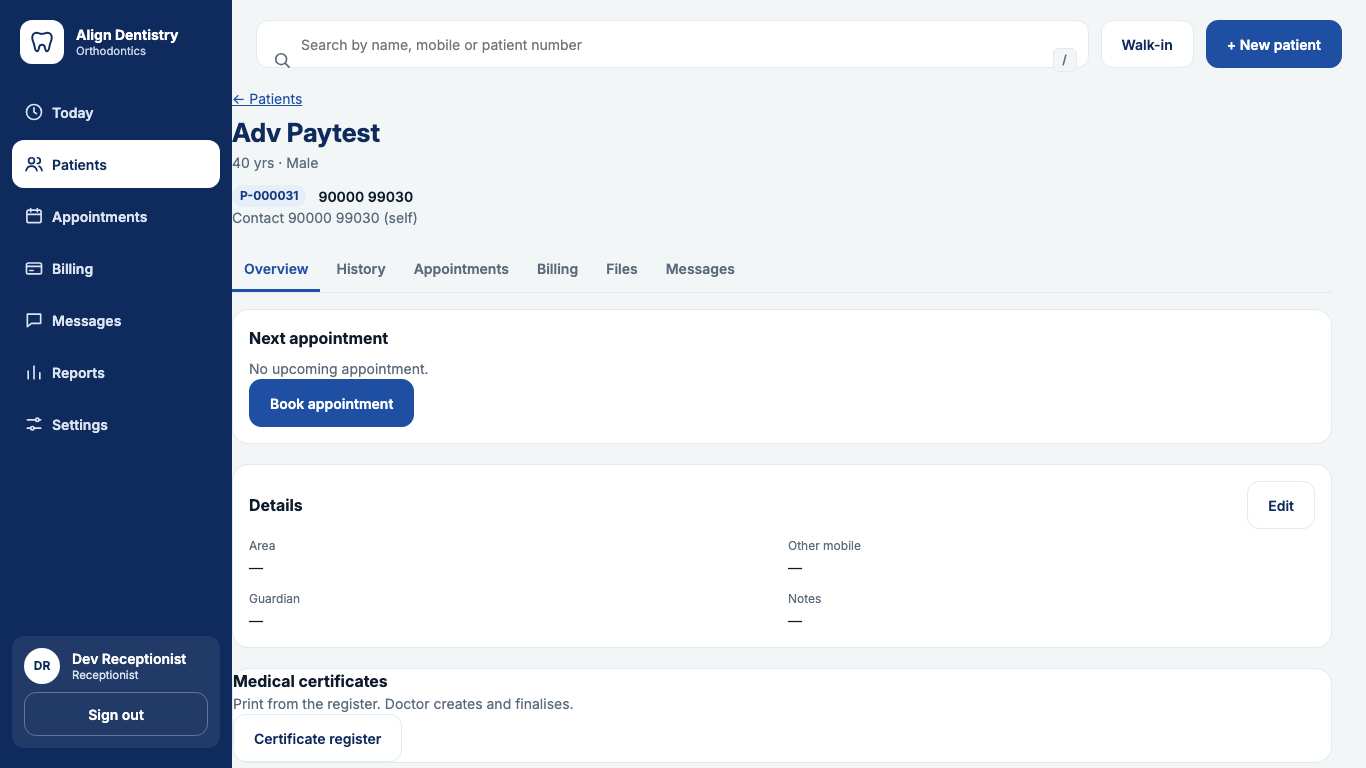 Align Dentistry
Orthodontics
Today
Patients
Appointments
Billing
Messages
Reports
Settings
DR
Dev Receptionist
Receptionist
Sign out
Search by name, mobile or patient number
/
Walk-in
+ New patient
← Patients
Adv Paytest
40 yrs · Male
P-000031 90000 99030
Contact 90000 99030 (self)
Overview History Appointments Billing Files Messages
Next appointment
No upcoming appointment.
Book appointment
Details
Edit
Area
—
Other mobile
—
Guardian
—
Notes
—
Medical certificates
Print from the register. Doctor creates and finalises.
Certificate register